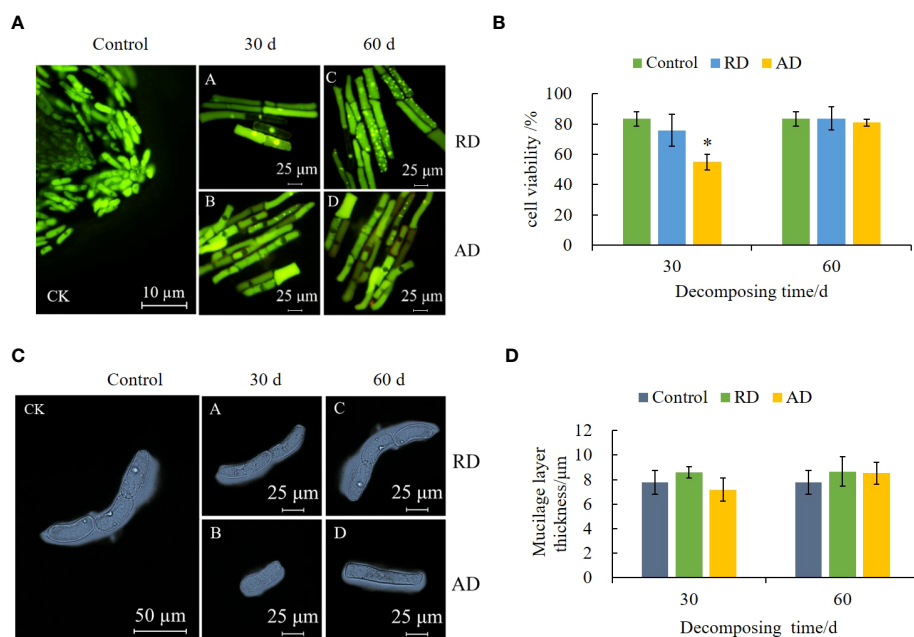 A
Control 30 d 60 d
A
C
RD
25 µm
25 µm
B
D
AD
CK
10 µm
25 µm
25 µm
B
Control RD AD
cell viability /%
100
80
60
40
20
0
*
30 60
Decomposing time/d
C
Control 30 d 60 d
CK
A
C
RD
25 µm
25 µm
B
D
AD
50 µm
25 µm
25 µm
D
Control RD AD
Mucilage layer
thickness/µm
12
10
8
6
4
2
0
30 60
Decomposing time/d